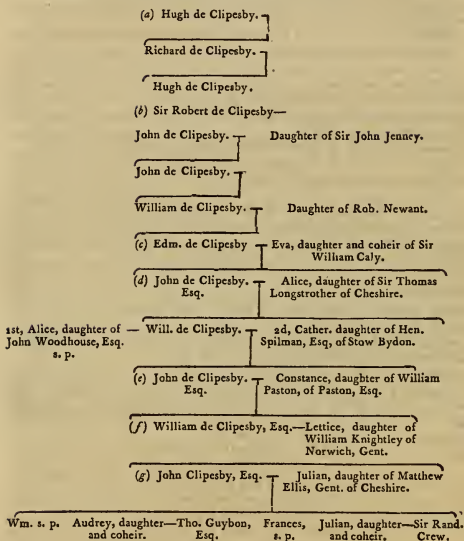 (a) Hugh de Clipesby.
Richard de Clipesby.
Hugh de Clipesby.
(b) Sir Robert de Clipesby—
John de Clipesby. Daughter of Sir John Jenney.
John de Clipesby.
William de Clipesby. Daughter of Rob. Newant.
(c) Edm. de Clipesby Eva, daughter and coheir of Sir
William Caly.
(d) John de Clipesby. Alice, daughter of Sir Thomas
Esq. Longstrother of Cheshire.
1st, Alice, daughter of — Will. de Clipesby. 2d, Cather. daughter of Hen.
John Woodhouse, Esq. Spilman, Esq, of Stow Bydon.
s. p.
(e) John de Clipesby. Constance, daughter of William
Esq. Paston, of Paston, Esq.
(f) William de Clipesby, Esq.—Lettice, daughter of
William Knightley of
Norwich, Gent.
(g) John Clipesby, Esq. Julian, daughter of Matthew
Ellis, Gent. of Cheshire.
Wm. s. p. Audrey, daughter—Tho. Guybon, Frances, Julian, daughter—Sir Rand.
and coheir. Esq. s. p. and coheir. Crew.